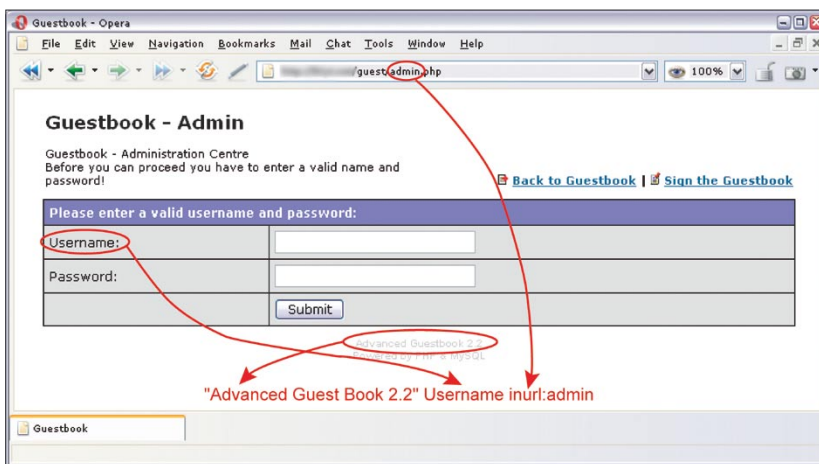 Guestbook - Opera
File Edit View Navigation Bookmarks Mail Chat Tools Window Help
/guest/admin.php 100%
Guestbook - Admin
Guestbook - Administration Centre
Before you can proceed you have to enter a valid name and
password!
Back to Guestbook | Sign the Guestbook
Please enter a valid username and password:
Username:
Password:
Submit
Advanced Guestbook 2.2
Powered by PHP & MySQL
"Advanced Guest Book 2.2" Username inurl:admin
Guestbook